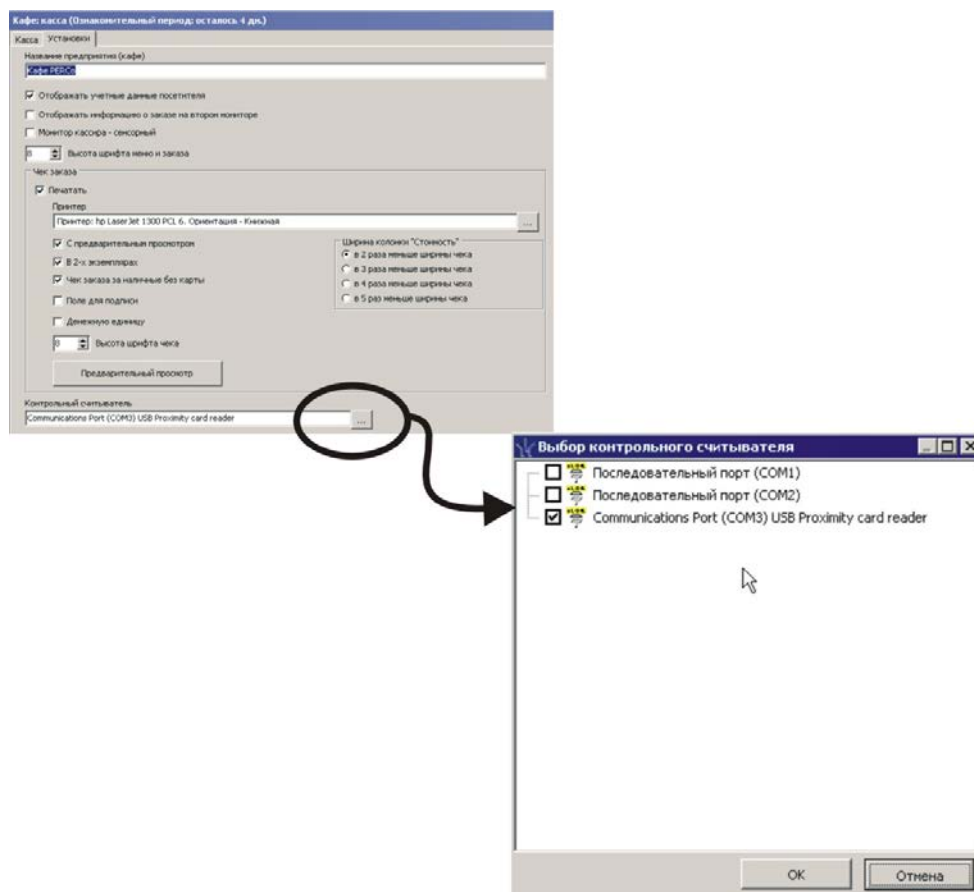 Кафе: касса (Ознакомительный период: осталось 4 дн.)
Касса Установки
Название предприятия (кафе)
Кафе PERCo
Отображать учетные данные посетителя
Отображать информацию о заказе на втором мониторе
Монитор кассира - сенсорный
8 Высота шрифта меню и заказа
Чек заказа
Печатать
Принтер
Принтер: hp LaserJet 1300 PCL 6. Ориентация - Книжная ...
С предварительным просмотром
В 2-х экземплярах
Чек заказа за наличные без карты
Поле для подписи
Денежную единицу
8 Высота шрифта чека
Предварительный просмотр
Ширина колонки "Стоимость"
в 2 раза меньше ширины чека
в 3 раза меньше ширины чека
в 4 раза меньше ширины чека
в 5 раз меньше ширины чека
Контрольный считыватель
Communications Port (COM3) USB Proximity card reader ...
Выбор контрольного считывателя
Последовательный порт (COM1)
Последовательный порт (COM2)
Communications Port (COM3) USB Proximity card reader
OK Отмена